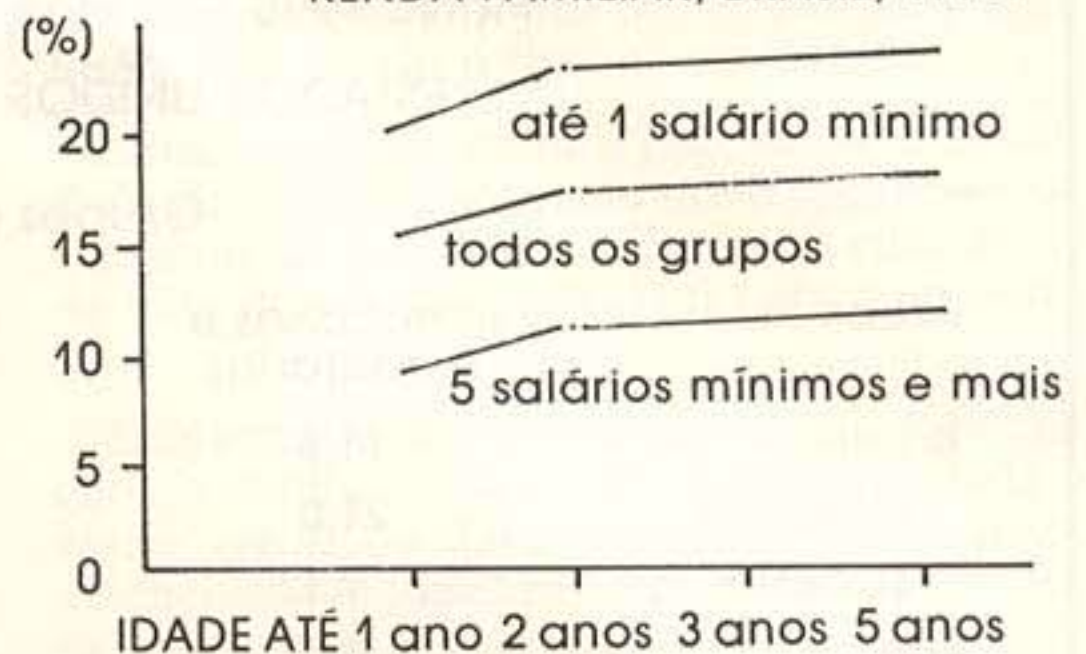 (%)
20
15
10
5
0
até 1 salário mínimo
todos os grupos
5 salários mínimos e mais
IDADE ATÉ 1 ano 2 anos 3 anos 5 anos